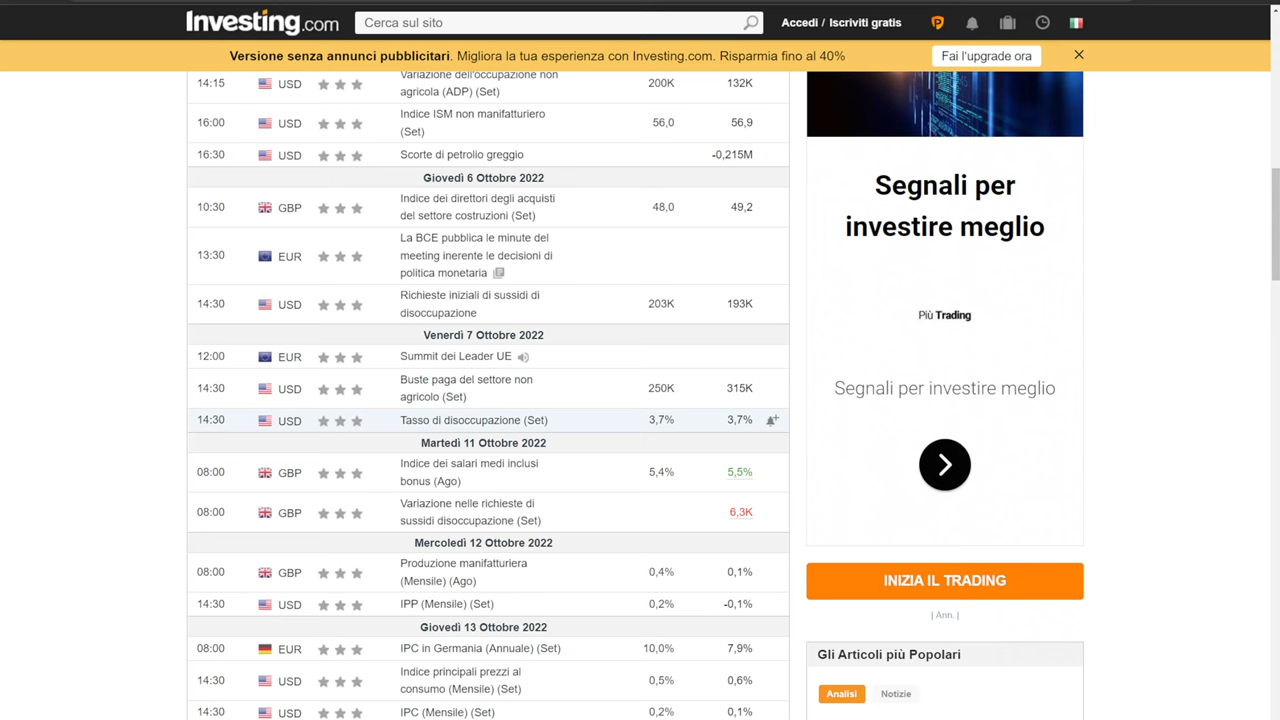 Investing.com
Cerca sul sito
Accedi / Iscriviti gratis
Versione senza annunci pubblicitari. Migliora la tua esperienza con Investing.com. Risparmia fino al 40%
Fai l'upgrade ora
14:15 USD Variazione dell'occupazione non 200K 132K
agricola (ADP) (Set)
16:00 USD Indice ISM non manifatturiero 56,0 56,9
(Set)
16:30 USD Scorte di petrolio greggio -0,215M
Giovedì 6 Ottobre 2022
10:30 GBP Indice dei direttori degli acquisti 48,0 49,2
del settore costruzioni (Set)
La BCE pubblica le minute del
13:30 EUR meeting inerente le decisioni di
politica monetaria
14:30 USD Richieste iniziali di sussidi di 203K 193K
disoccupazione
Venerdì 7 Ottobre 2022
12:00 EUR Summit dei Leader UE
14:30 USD Buste paga del settore non 250K 315K
agricolo (Set)
14:30 USD Tasso di disoccupazione (Set) 3,7% 3,7%
Martedì 11 Ottobre 2022
08:00 GBP Indice dei salari medi inclusi 5,4% 5,5%
bonus (Ago)
08:00 GBP Variazione nelle richieste di 6,3K
sussidi disoccupazione (Set)
Mercoledì 12 Ottobre 2022
08:00 GBP Produzione manifatturiera 0,4% 0,1%
(Mensile) (Ago)
14:30 USD IPP (Mensile) (Set) 0,2% -0,1%
Giovedì 13 Ottobre 2022
08:00 EUR IPC in Germania (Annuale) (Set) 10,0% 7,9%
14:30 USD Indice principali prezzi al 0,5% 0,6%
consumo (Mensile) (Set)
14:30 USD IPC (Mensile) (Set) 0,2% 0,1%
Segnali per
investire meglio
Più Trading
Segnali per investire meglio
INIZIA IL TRADING
| Ann. |
Gli Articoli più Popolari
Analisi Notizie